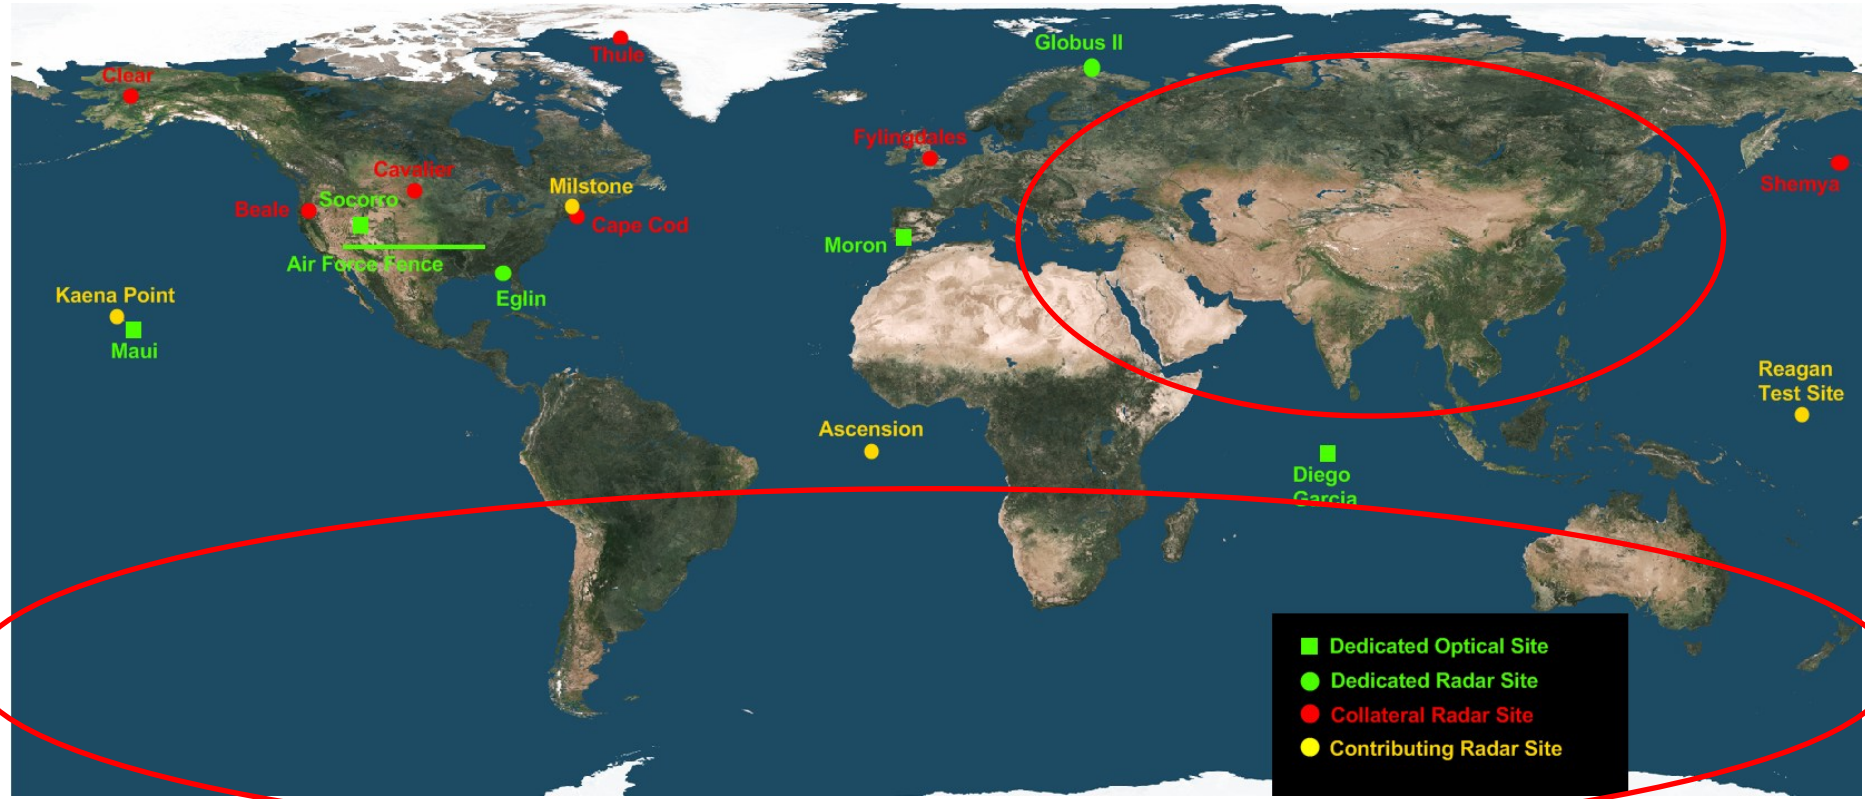 Globus II
Thule
Clear
Fylingdales
Cavalier
Milstone
Shemya
Socorro
Beale
Cape Cod
Moron
Air Force Fence
Kaena Point
Eglin
Maui
Reagan
Test Site
Ascension
Diego
Garcia
Dedicated Optical Site
Dedicated Radar Site
Collateral Radar Site
Contributing Radar Site